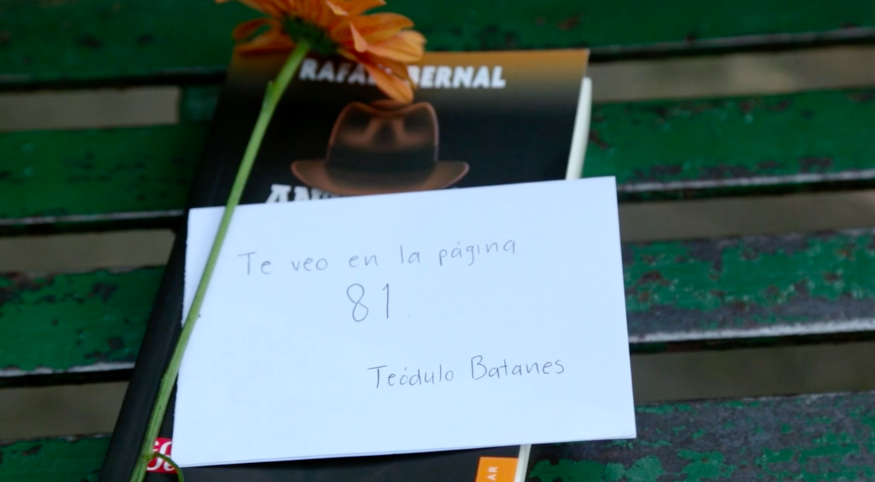 RAFAEL BERNAL
Te veo en la página
81
Teódulo Batanes